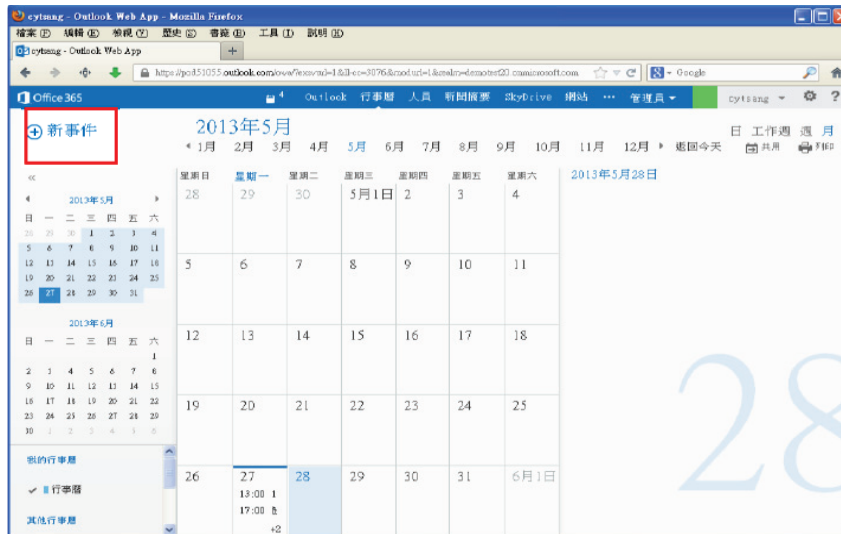 cytsang - Outlook Web App - Mozilla Firefox
檔案(F) 編輯(E) 檢視(V) 歷史(S) 書籤(B) 工具(T) 說明(H)
cytsang - Outlook Web App
Google
Office 365 4 Outlook 行事曆 人員 新聞摘要 SkyDrive 網站 ··· 管理員 cytsang ?
新事件
2013年5月
1月 2月 3月 4月 5月 6月 7月 8月 9月 10月 11月 12月 返回今天
日 工作週 週 月
共用 列印
星期日 星期一 星期二 星期三 星期四 星期五 星期六
28 29 30 5月1日 2 3 4
5 6 7 8 9 10 11
12 13 14 15 16 17 18
19 20 21 22 23 24 25
26 27 28 29 30 31 6月1日
13:00 1
17:00
+2
2013年5月28日
28
«
2013年5月
日 一 二 三 四 五 六
28 29 30 1 2 3 4
5 6 7 8 9 10 11
12 13 14 15 16 17 18
19 20 21 22 23 24 25
26 27 28 29 30 31
2013年6月
日 一 二 三 四 五 六
1
2 3 4 5 6 7 8
9 10 11 12 13 14 15
16 17 18 19 20 21 22
23 24 25 26 27 28 29
30 1 2 3 4 5 6
我的行事曆
行事曆
其他行事曆